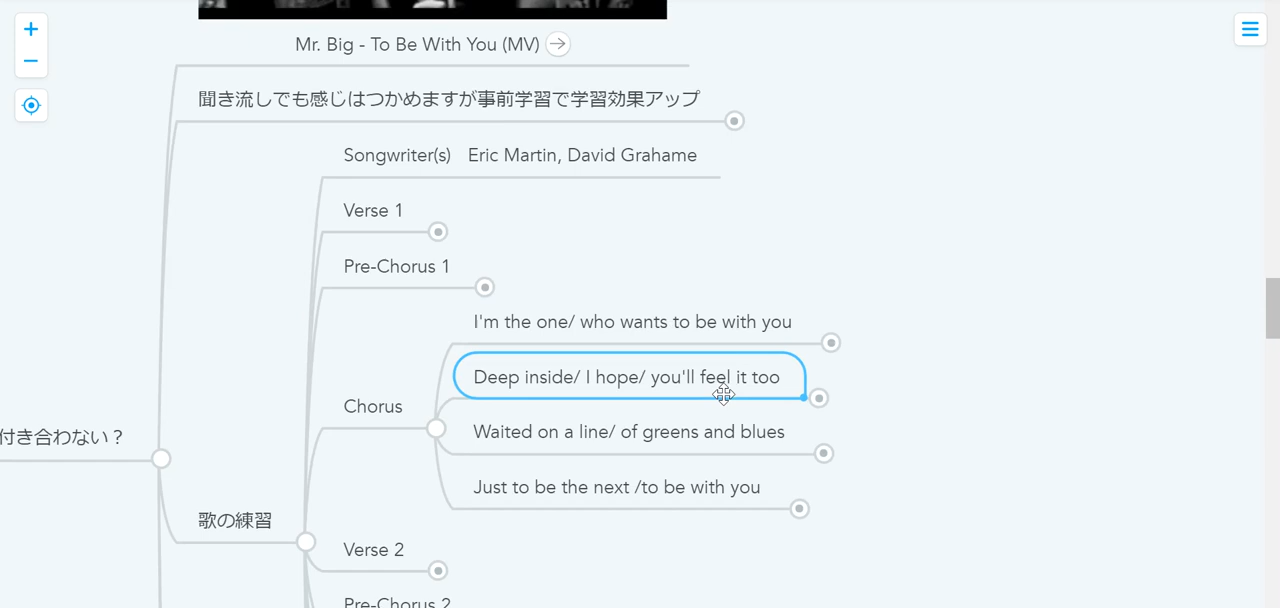 Mr. Big - To Be With You (MV)
聞き流しでも感じはつかめますが事前学習で学習効果アップ
Songwriter(s) Eric Martin, David Grahame
Verse 1
Pre-Chorus 1
I'm the one/ who wants to be with you
Deep inside/ I hope/ you'll feel it too
Chorus
Waited on a line/ of greens and blues
付き合わない？
Just to be the next /to be with you
歌の練習
Verse 2
Pre-Chorus 2